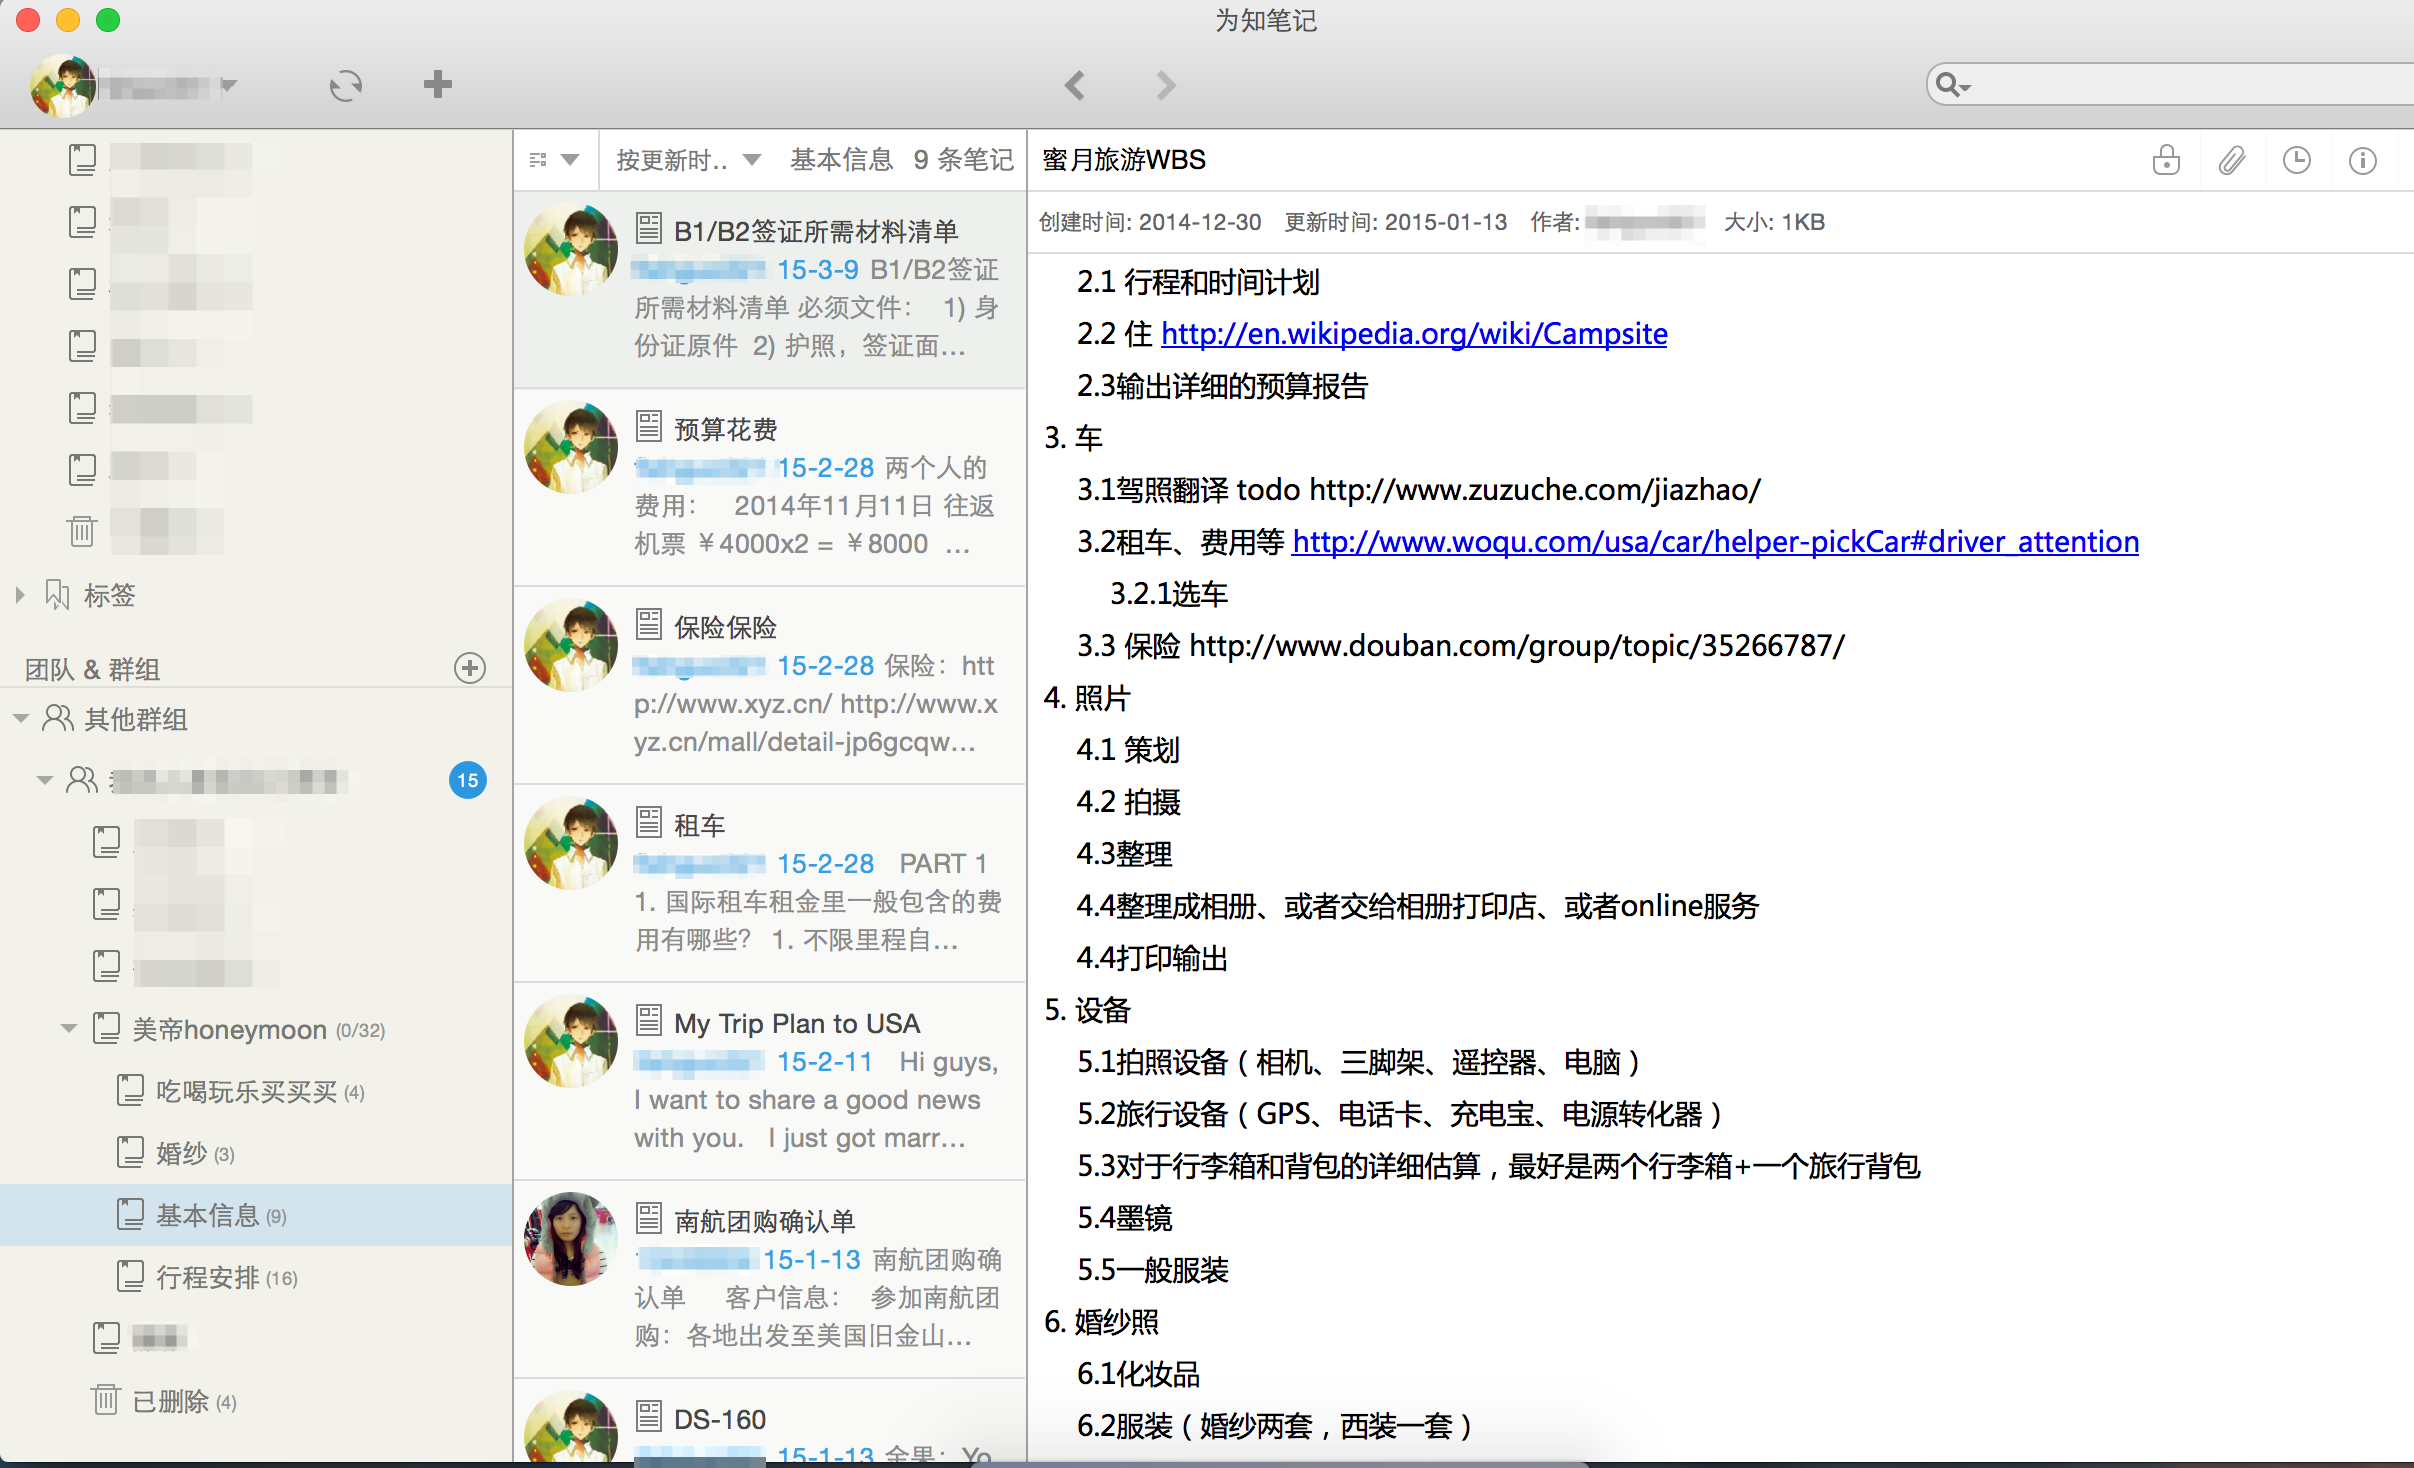 为知笔记
标签
团队 & 群组
其他群组
15
美帝honeymoon (0/32)
吃喝玩乐买买买 (4)
婚纱 (3)
基本信息 (9)
行程安排 (16)
已删除 (4)
按更新时.. 基本信息 9 条笔记
B1/B2签证所需材料清单
15-3-9 B1/B2签证
所需材料清单 必须文件： 1) 身
份证原件 2) 护照，签证面...
预算花费
15-2-28 两个人的
费用： 2014年11月11日 往返
机票 ￥4000x2 = ￥8000 ...
保险保险
15-2-28 保险：htt
p://www.xyz.cn/ http://www.x
yz.cn/mall/detail-jp6gcqw...
租车
15-2-28 PART 1
1. 国际租车租金里一般包含的费
用有哪些？ 1. 不限里程自...
My Trip Plan to USA
15-2-11 Hi guys,
I want to share a good news
with you. I just got marr...
南航团购确认单
15-1-13 南航团购确
认单 客户信息： 参加南航团
购：各地出发至美国旧金山...
DS-160
15-1-13 金果：Yo
蜜月旅游WBS
创建时间: 2014-12-30 更新时间: 2015-01-13 作者: 大小: 1KB
2.1 行程和时间计划
2.2 住 http://en.wikipedia.org/wiki/Campsite
2.3输出详细的预算报告
3. 车
3.1驾照翻译 todo http://www.zuzuche.com/jiazhao/
3.2租车、费用等 http://www.woqu.com/usa/car/helper-pickCar#driver_attention
3.2.1选车
3.3 保险 http://www.douban.com/group/topic/35266787/
4. 照片
4.1 策划
4.2 拍摄
4.3整理
4.4整理成相册、或者交给相册打印店、或者online服务
4.4打印输出
5. 设备
5.1拍照设备（相机、三脚架、遥控器、电脑）
5.2旅行设备（GPS、电话卡、充电宝、电源转化器）
5.3对于行李箱和背包的详细估算，最好是两个行李箱+一个旅行背包
5.4墨镜
5.5一般服装
6. 婚纱照
6.1化妆品
6.2服装（婚纱两套，西装一套）